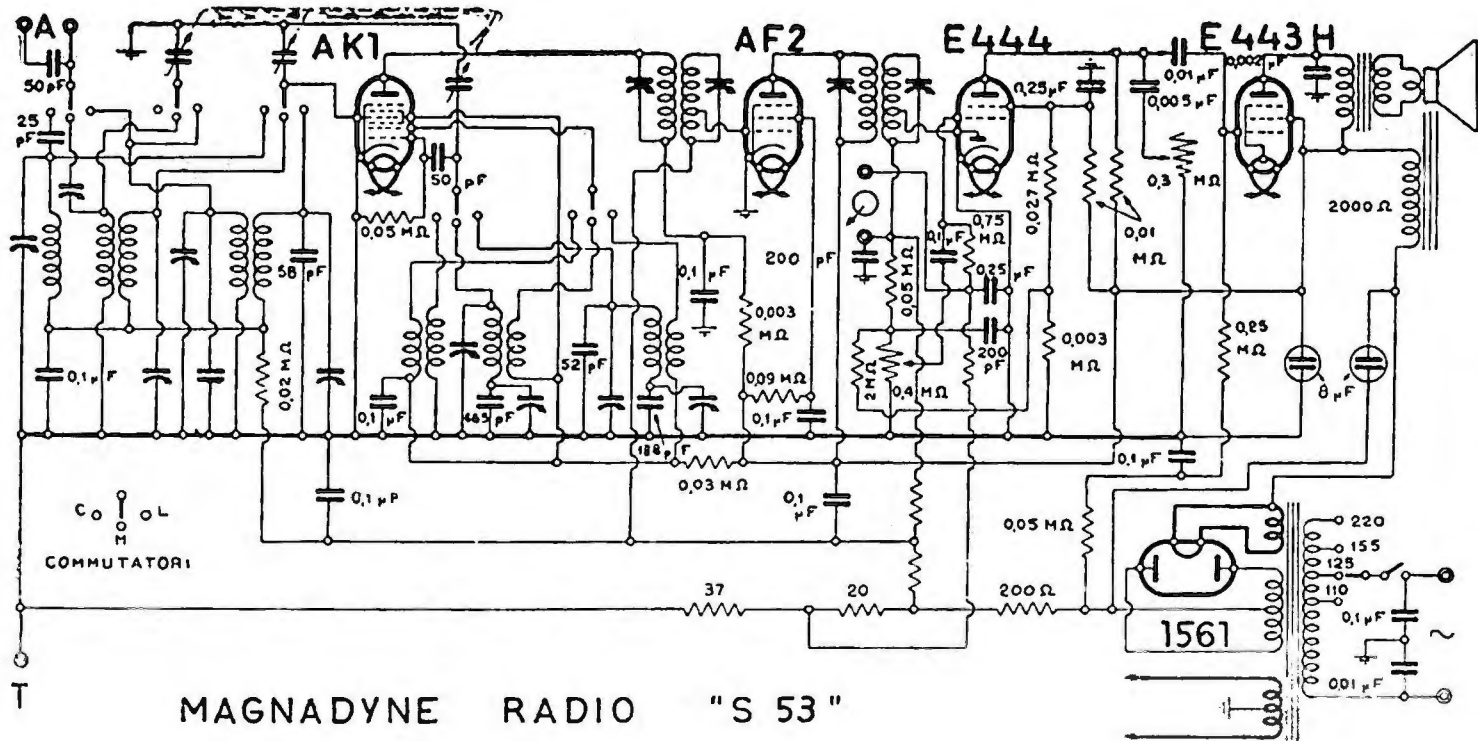 A
AK1
AF2
E444
E443H
50 pF
25 pF
50 pF
0,05 MΩ
58 pF
0,1 µF
0,02 MΩ
0,1 µF
0,1 µF
465 pF
52 pF
188 pF
0,1 µF
0,003 MΩ
0,09 MΩ
0,1 µF
0,03 MΩ
200 pF
0,1 µF
0,05 MΩ
2 MΩ
0,4 MΩ
0,1 µF
0,75 MΩ
0,25 µF
200 pF
0,25 µF
0,027 MΩ
0,003 MΩ
0,01 MΩ
0,01 µF
0,005 µF
0,3 MΩ
0,002 µF
0,25 MΩ
2000 Ω
8 µF
0,1 µF
0,05 MΩ
37
20
200 Ω
1561
220
155
125
110
0,1 µF
0,01 µF
~
C
M
L
COMMUTATORI
T
MAGNADYNE RADIO "S 53"